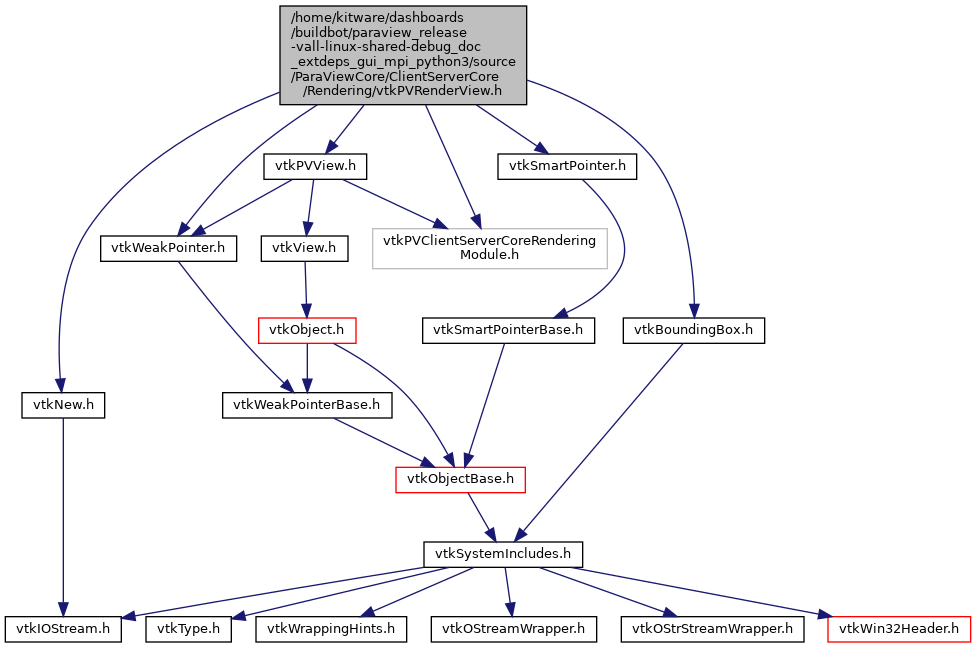 /home/kitware/dashboards
/buildbot/paraview_release
-vall-linux-shared-debug_doc
_extdeps_gui_mpi_python3/source
/ParaViewCore/ClientServerCore
/Rendering/vtkPVRenderView.h
vtkPVView.h
vtkSmartPointer.h
vtkWeakPointer.h
vtkView.h
vtkPVClientServerCoreRendering
Module.h
vtkObject.h
vtkSmartPointerBase.h
vtkBoundingBox.h
vtkNew.h
vtkWeakPointerBase.h
vtkObjectBase.h
vtkSystemIncludes.h
vtkIOStream.h
vtkType.h
vtkWrappingHints.h
vtkOStreamWrapper.h
vtkOStrStreamWrapper.h
vtkWin32Header.h